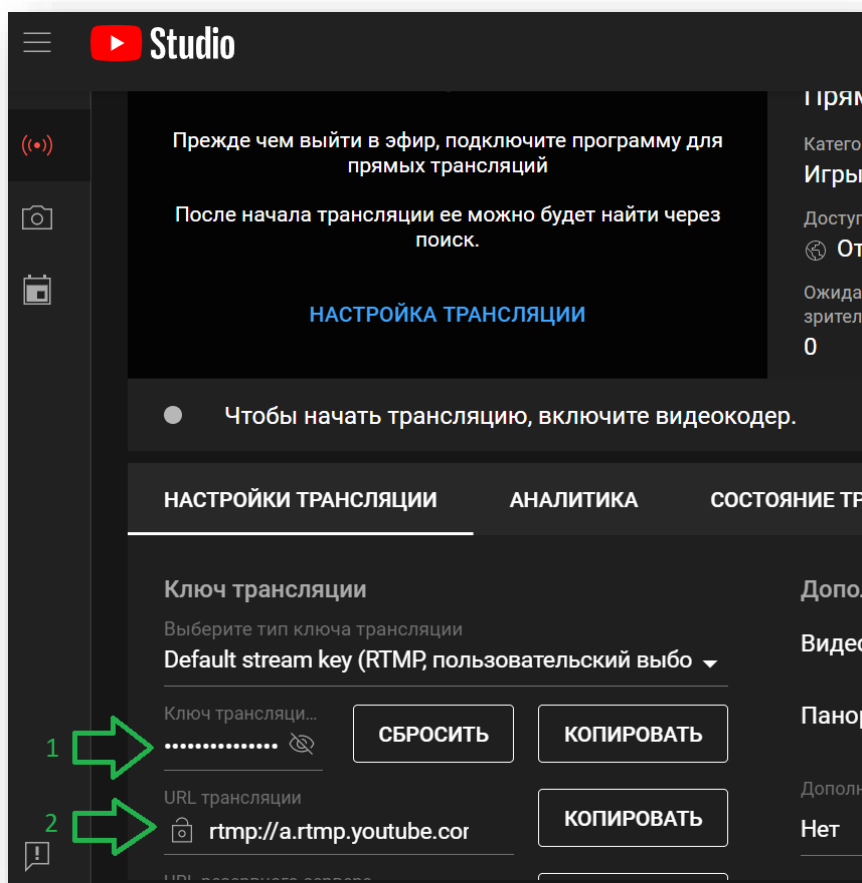 Studio
Прежде чем выйти в эфир, подключите программу для
прямых трансляций
После начала трансляции ее можно будет найти через
поиск.
НАСТРОЙКА ТРАНСЛЯЦИИ
Катего
Игры
Доступ
От
Ожида
зрител
0
Чтобы начать трансляцию, включите видеокодер.
НАСТРОЙКИ ТРАНСЛЯЦИИ АНАЛИТИКА СОСТОЯНИЕ ТР
Ключ трансляции
Выберите тип ключа трансляции
Default stream key (RTMP, пользовательский выбо
1
Ключ трансляци...
СБРОСИТЬ
КОПИРОВАТЬ
2
URL трансляции
rtmp://a.rtmp.youtube.cor
КОПИРОВАТЬ
Допол
Видео
Панор
Дополн
Нет